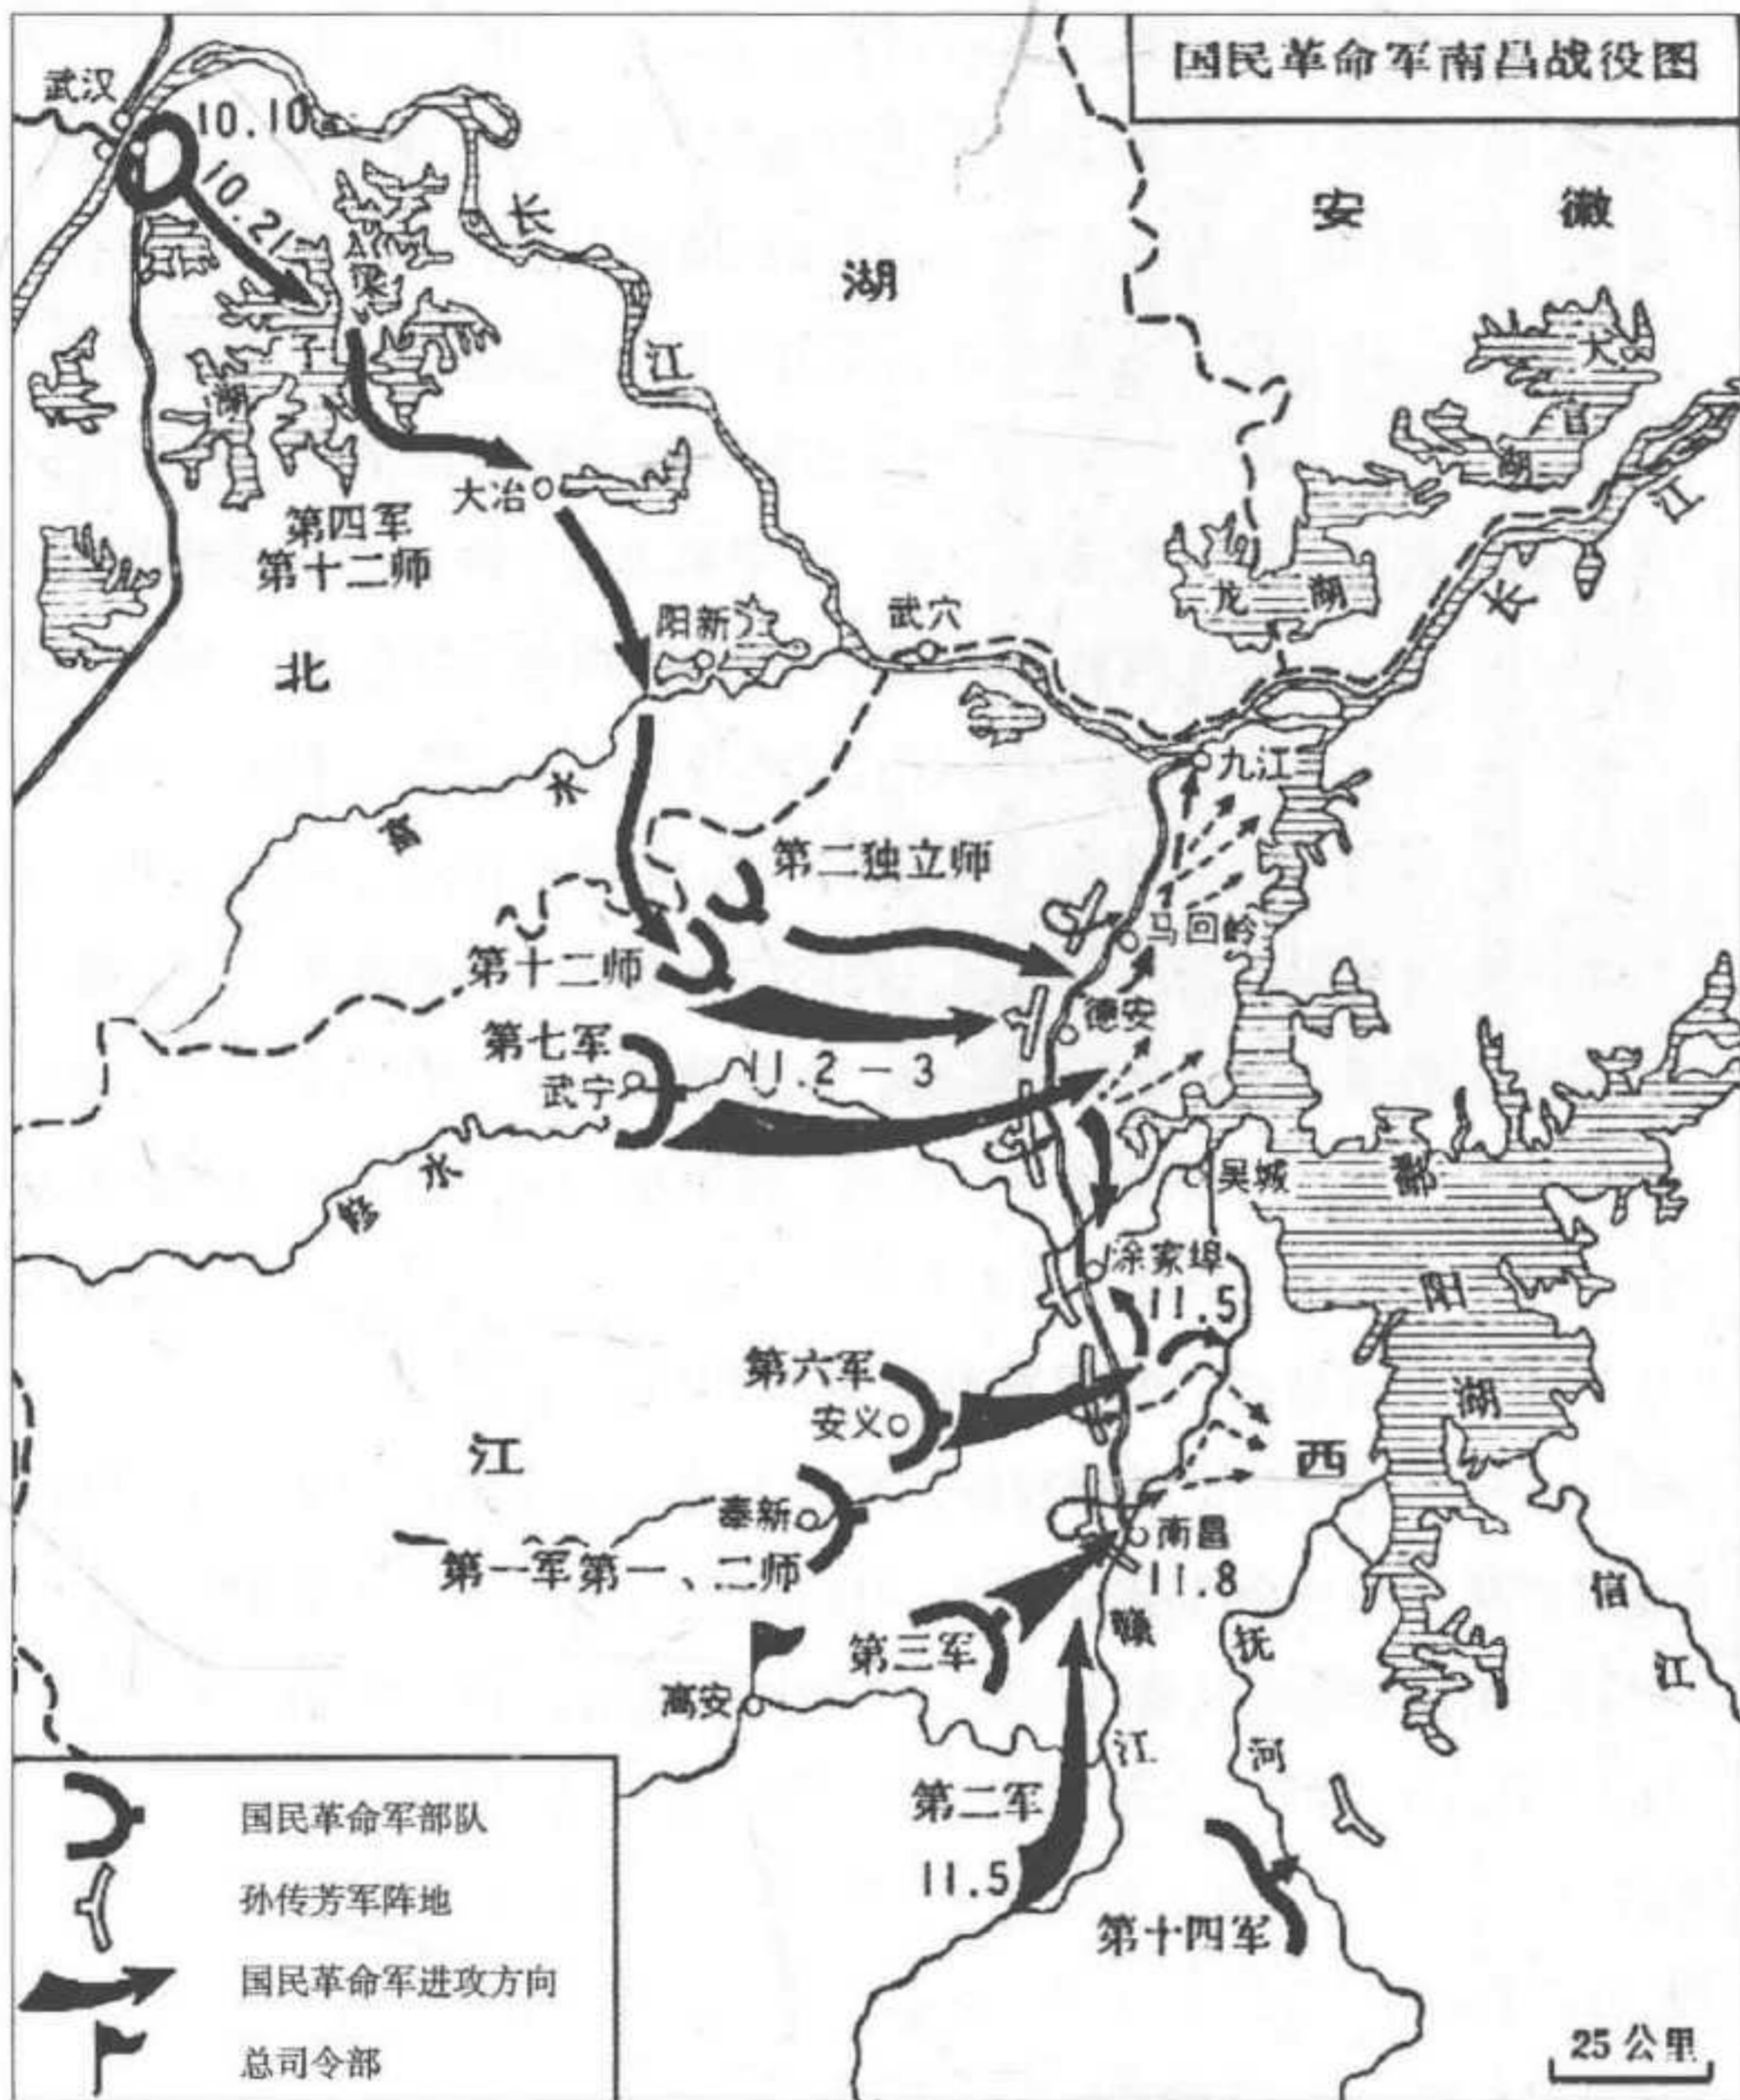 国民革命军南昌战役图
武汉
10.10
10.21
长
江
湖
安 徽
梁
子
湖
大
官
湖
大冶
第四军
第十二师
江
长
龙 湖
阳新
武穴
北
九江
水
富
第二独立师
马回岭
第十二师
德安
第七军
武宁
11.2-3
修 水
吴城
鄱
阳
湖
涂家埠
11.5
第六军
安义
江
西
奉新
南昌
11.8
第一军第一、二师
第三军
赣
江
抚
河
信
江
高安
第二军
11.5
第十四军
国民革命军部队
孙传芳军阵地
国民革命军进攻方向
总司令部
25公里